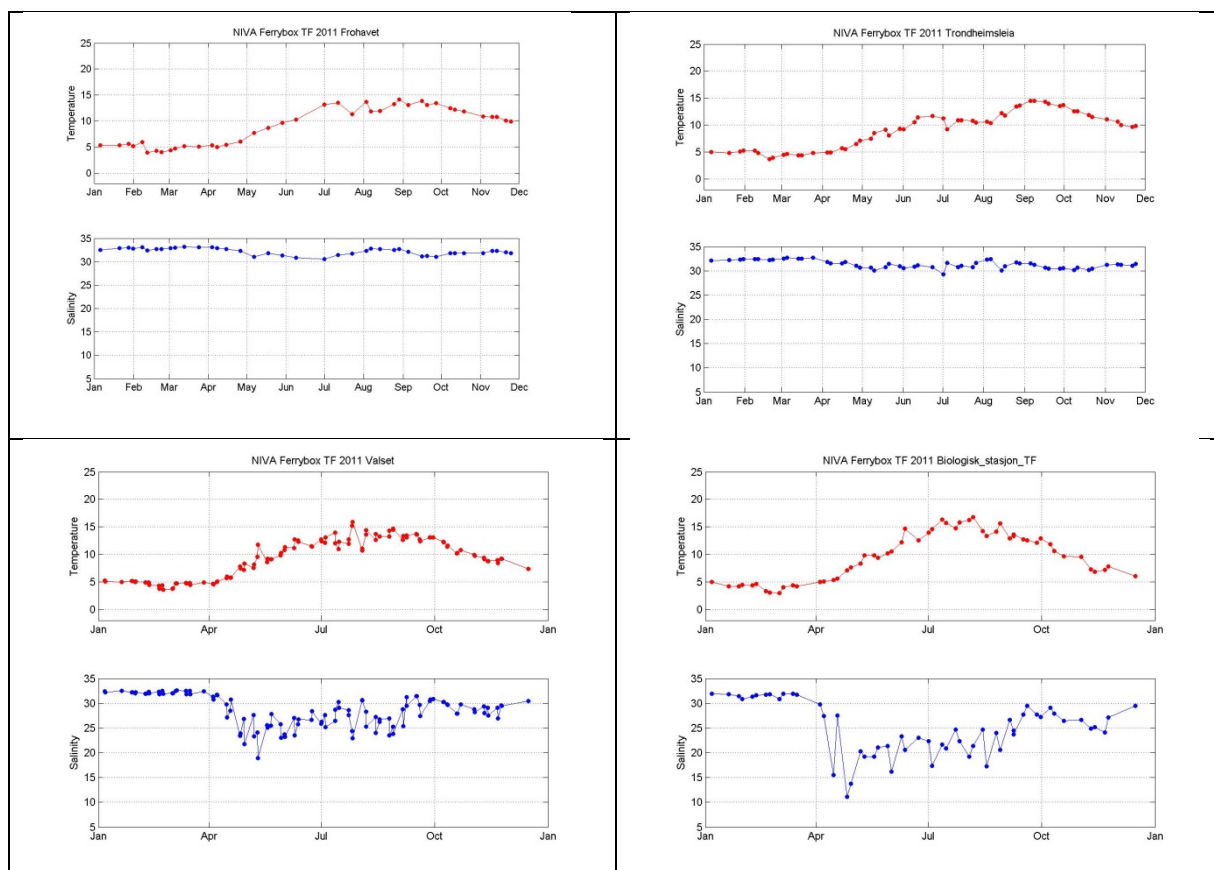 NIVA Ferrybox TF 2011 Frohavet
25
20
15
10
5
0
Temperature
Jan Feb Mar Apr May Jun Jul Aug Sep Oct Nov Dec
35
30
25
20
15
10
5
Salinity
Jan Feb Mar Apr May Jun Jul Aug Sep Oct Nov Dec
NIVA Ferrybox TF 2011 Trondheimsleia
25
20
15
10
5
0
Temperature
Jan Feb Mar Apr May Jun Jul Aug Sep Oct Nov Dec
35
30
25
20
15
10
5
Salinity
Jan Feb Mar Apr May Jun Jul Aug Sep Oct Nov Dec
NIVA Ferrybox TF 2011 Valset
25
20
15
10
5
0
Temperature
Jan Apr Jul Oct Jan
35
30
25
20
15
10
5
Salinity
Jan Apr Jul Oct Jan
NIVA Ferrybox TF 2011 Biologisk_stasjon_TF
25
20
15
10
5
0
Temperature
Jan Apr Jul Oct Jan
35
30
25
20
15
10
5
Salinity
Jan Apr Jul Oct Jan